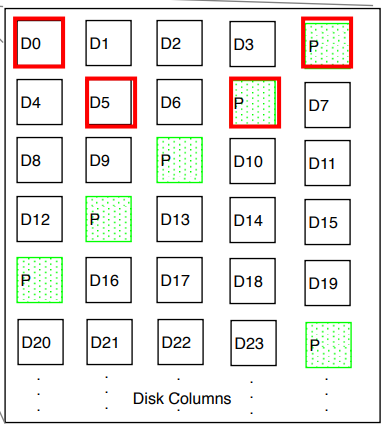 D0 D1 D2 D3 P
D4 D5 D6 P D7
D8 D9 P D10 D11
D12 P D13 D14 D15
P D16 D17 D18 D19
D20 D21 D22 D23 P
Disk Columns